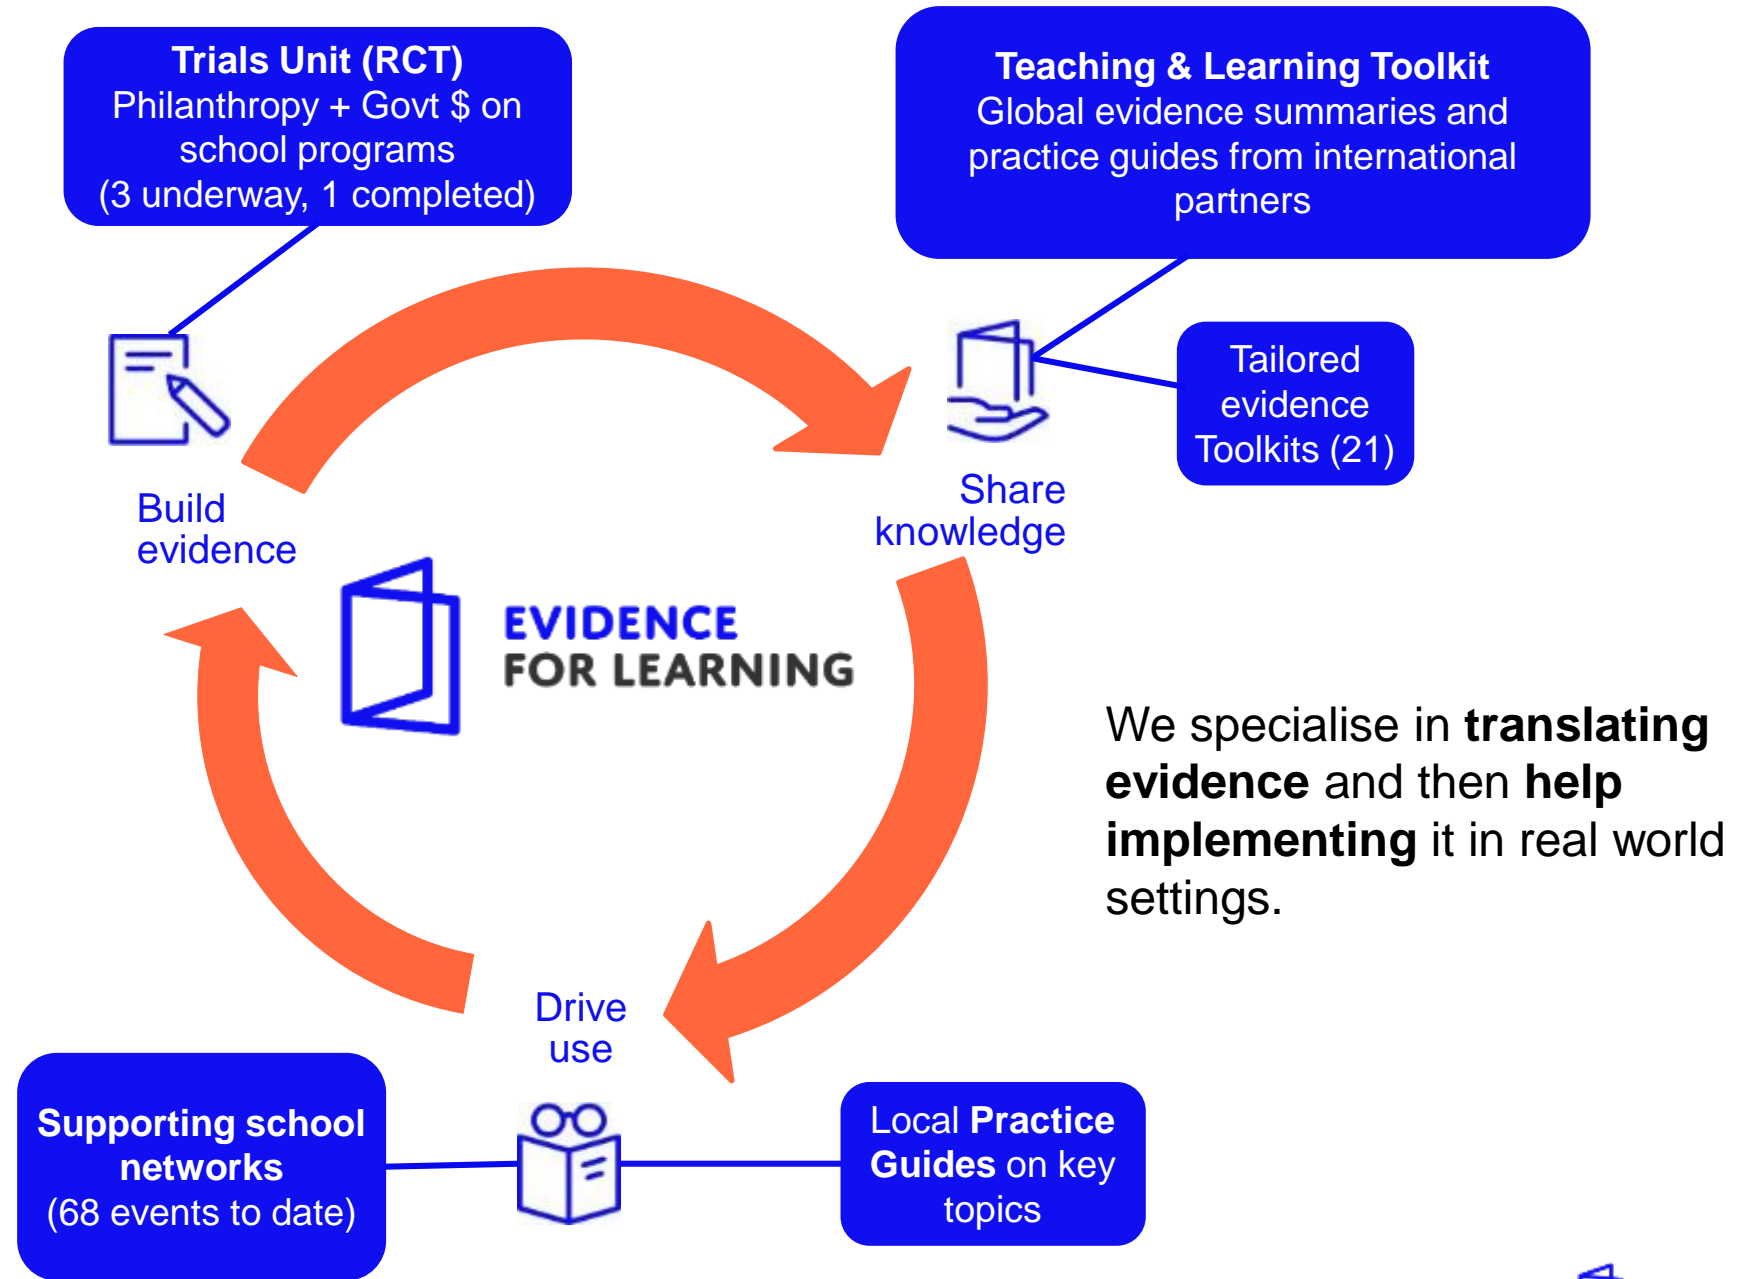 Trials Unit (RCT)
Philanthropy + Govt $ on
school programs
(3 underway, 1 completed)
Teaching & Learning Toolkit
Global evidence summaries and
practice guides from international
partners
Tailored
evidence
Toolkits (21)
Build
evidence
Share
knowledge
EVIDENCE
FOR LEARNING
We specialise in translating
evidence and then help
implementing it in real world
settings.
Drive
use
Supporting school
networks
(68 events to date)
Local Practice
Guides on key
topics